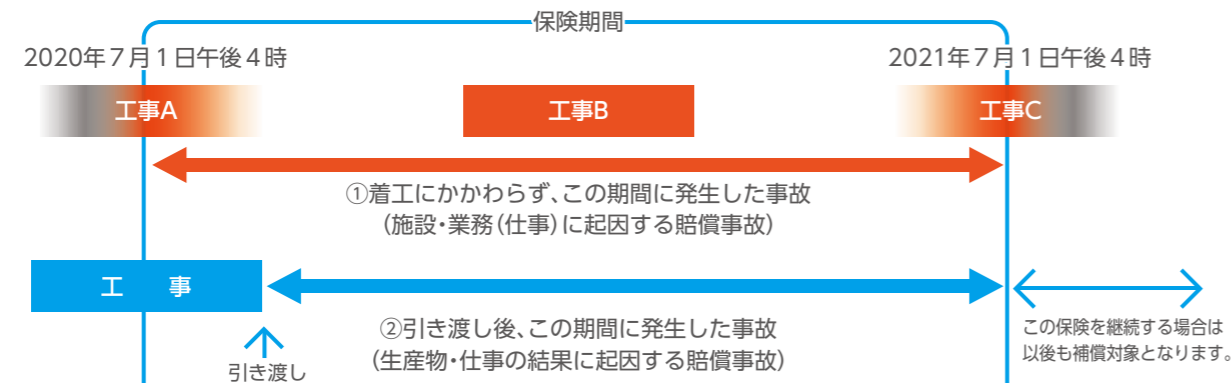 保険期間
2020年7月1日午後4時
2021年7月1日午後4時
工事A
工事B
工事C
①着工にかかわらず、この期間に発生した事故
(施設・業務(仕事)に起因する賠償事故)
工 事
②引き渡し後、この期間に発生した事故
(生産物・仕事の結果に起因する賠償事故)
引き渡し
この保険を継続する場合は
以後も補償対象となります。